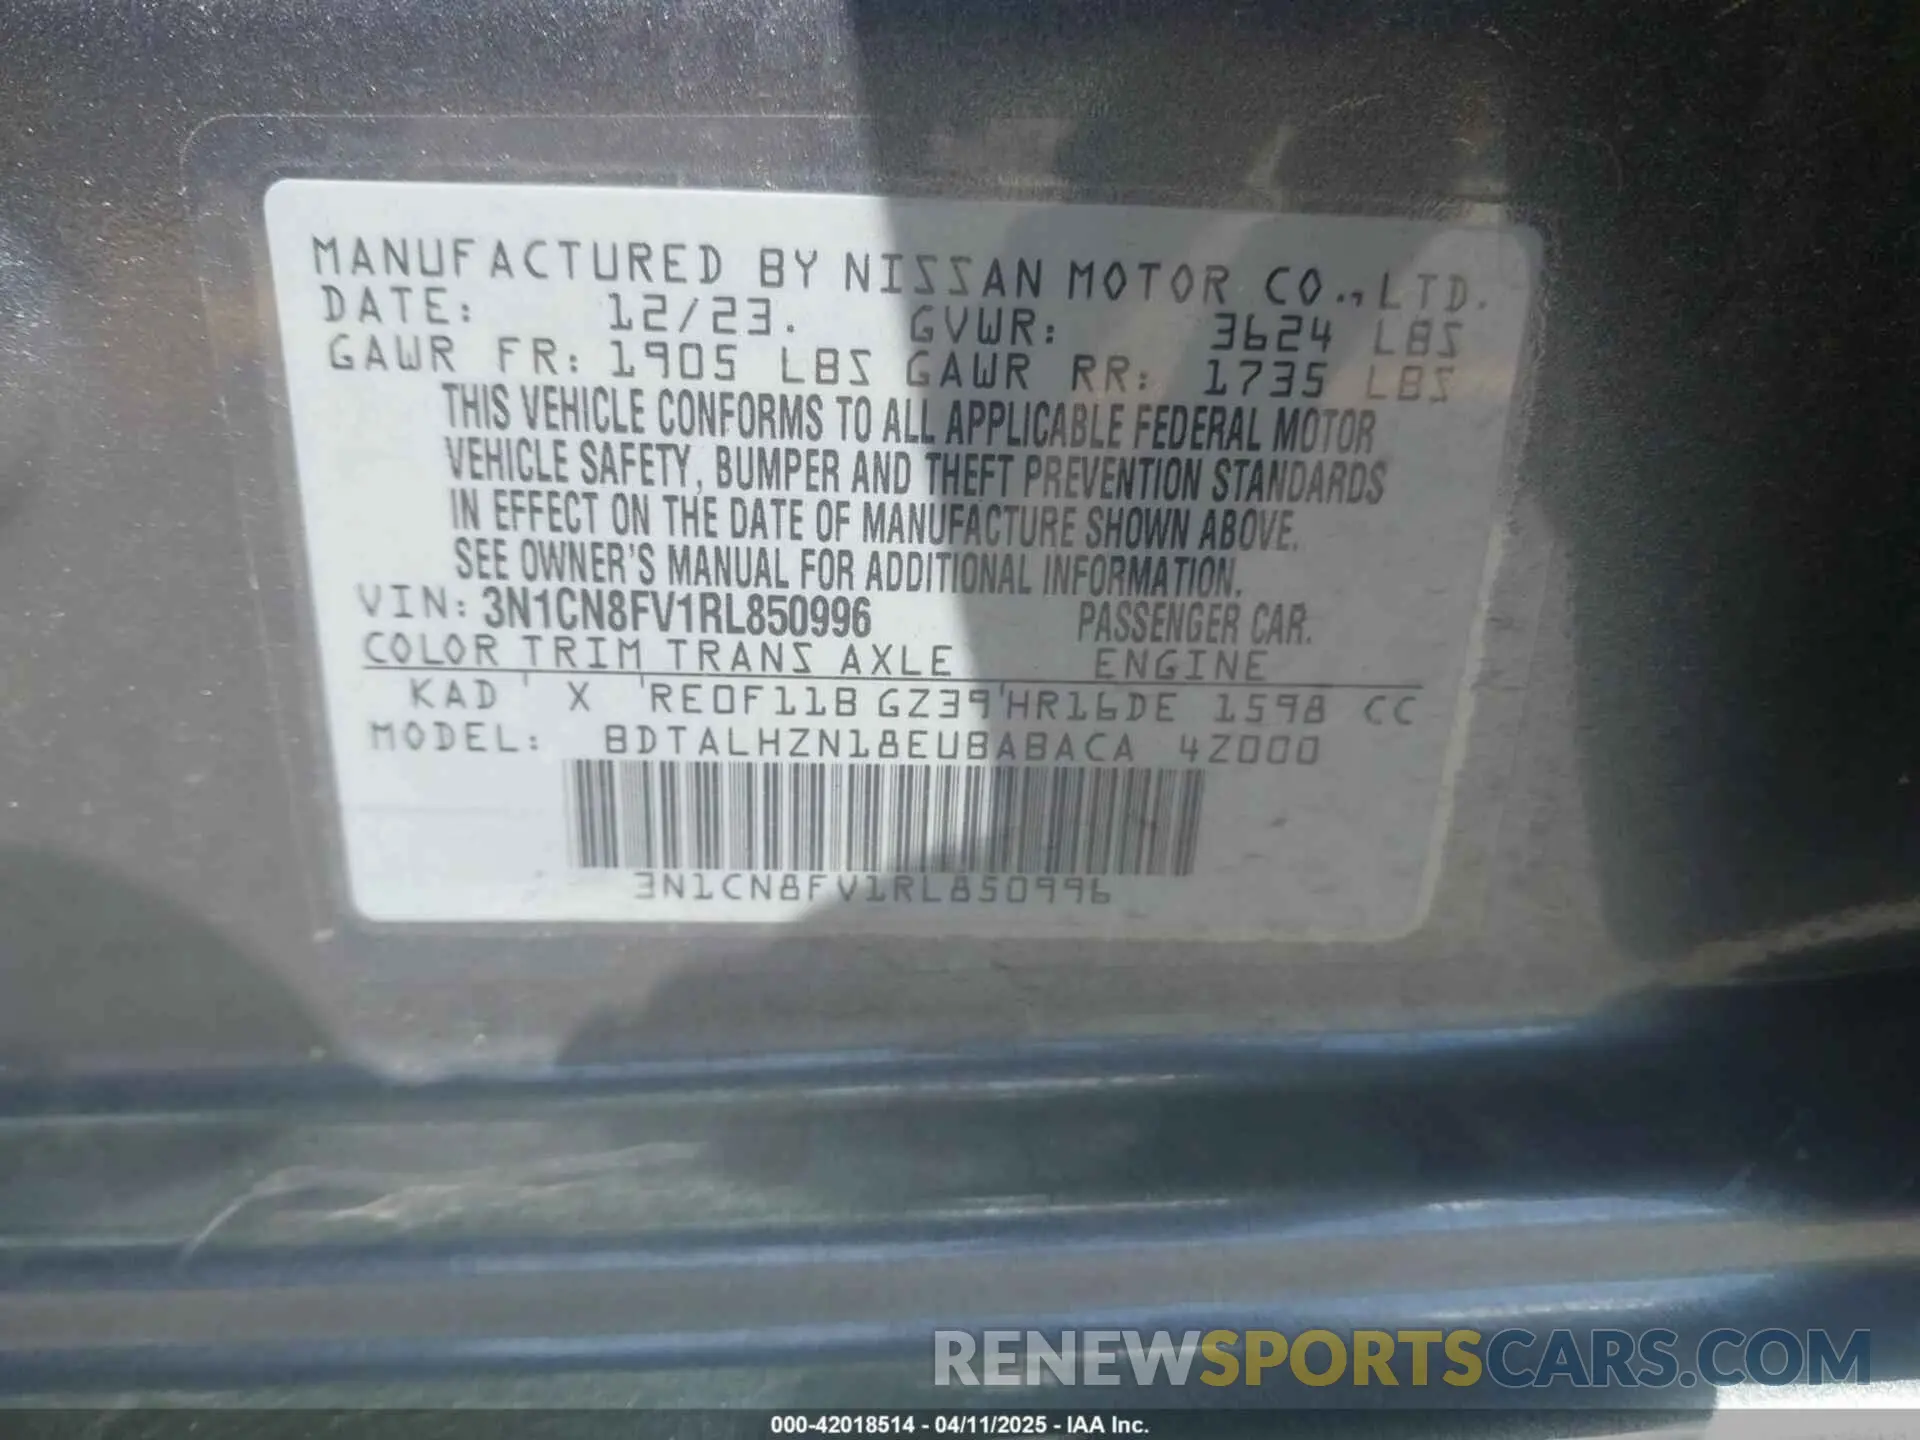 MANUFACTURED BY NISSAN MOTOR CO., LTD.
DATE: 12/23. GVWR: 3624 LBS
GAWR FR: 1905 LBS GAWR RR: 1735 LBS
THIS VEHICLE CONFORMS TO ALL APPLICABLE FEDERAL MOTOR
VEHICLE SAFETY, BUMPER AND THEFT PREVENTION STANDARDS
IN EFFECT ON THE DATE OF MANUFACTURE SHOWN ABOVE.
SEE OWNER'S MANUAL FOR ADDITIONAL INFORMATION.
VIN: 3N1CN8FV1RL850996 PASSENGER CAR.
COLOR TRIM TRANS AXLE ENGINE
KAD ' X 'RE0F11B GZ39'HR16DE 1598 CC
MODEL: BDTALHZN18EUBABACA 4Z000
3N1CN8FV1RL850996
RENEWSPORTSCARS.COM
000-42018514 - 04/11/2025 - IAA Inc.